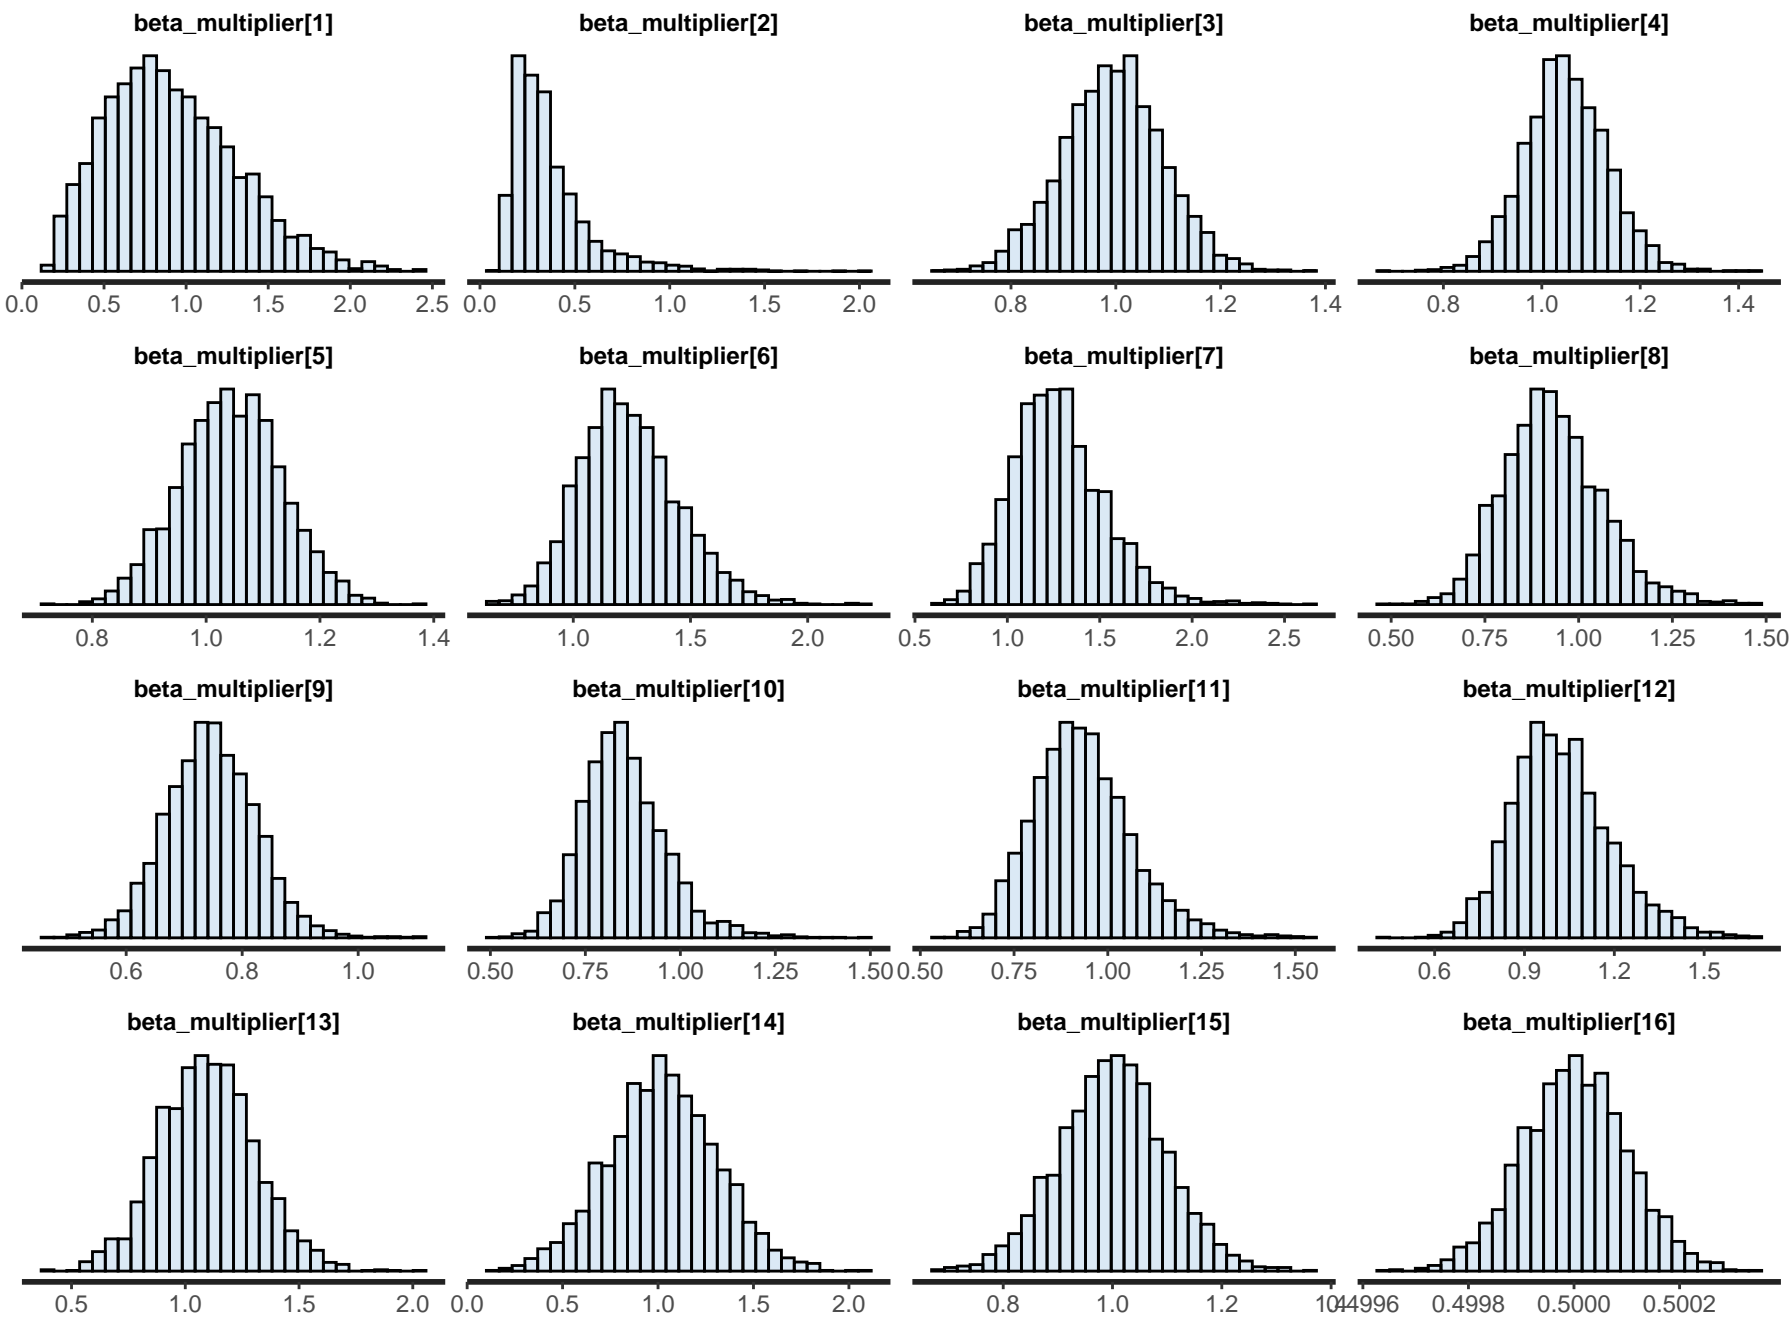 beta_multiplier[1] beta_multiplier[2] beta_multiplier[3] beta_multiplier[4]
0.0 0.5 1.0 1.5 2.0 2.5 0.0 0.5 1.0 1.5 2.0 0.8 1.0 1.2 1.4 0.8 1.0 1.2 1.4
beta_multiplier[5] beta_multiplier[6] beta_multiplier[7] beta_multiplier[8]
0.8 1.0 1.2 1.4 1.0 1.5 2.0 0.5 1.0 1.5 2.0 2.5 0.50 0.75 1.00 1.25 1.50
beta_multiplier[9] beta_multiplier[10] beta_multiplier[11] beta_multiplier[12]
0.6 0.8 1.0 0.50 0.75 1.00 1.25 1.50 0.50 0.75 1.00 1.25 1.50 0.6 0.9 1.2 1.5
beta_multiplier[13] beta_multiplier[14] beta_multiplier[15] beta_multiplier[16]
0.5 1.0 1.5 2.0 0.0 0.5 1.0 1.5 2.0 0.8 1.0 1.2 1.4 0.4996 0.4998 0.5000 0.5002